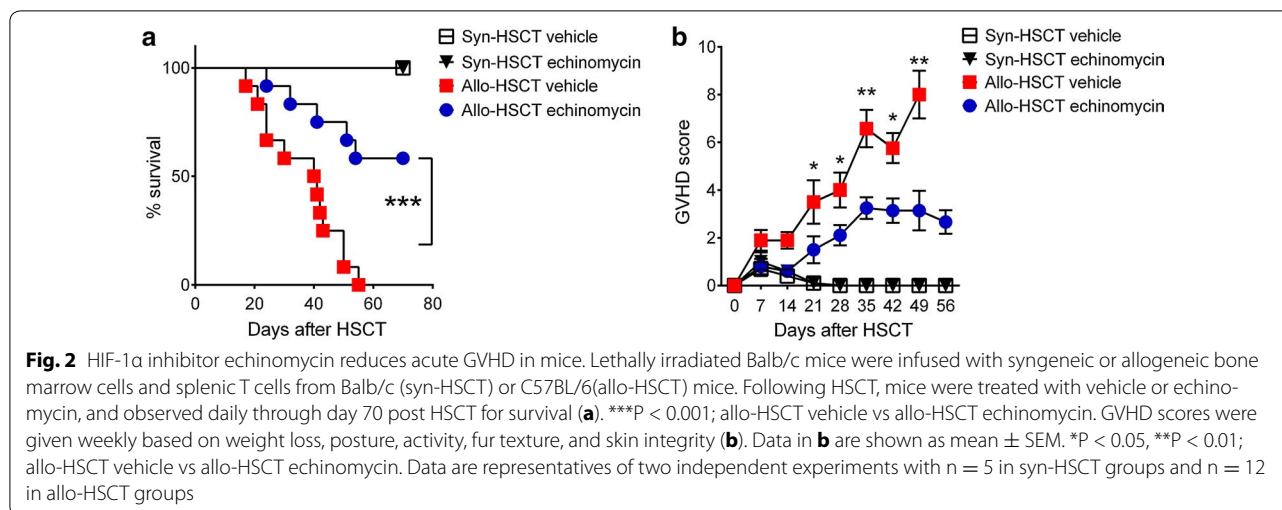 a
Syn-HSCT vehicle
Syn-HSCT echinomycin
Allo-HSCT vehicle
Allo-HSCT echinomycin
% survival
100
50
0
***
0 20 40 60 80
Days after HSCT
b
Syn-HSCT vehicle
Syn-HSCT echinomycin
Allo-HSCT vehicle
Allo-HSCT echinomycin
GVHD score
10
8
6
4
2
0
* * ** * **
0 7 14 21 28 35 42 49 56
Days after HSCT
Fig. 2 HIF-1α inhibitor echinomycin reduces acute GVHD in mice. Lethally irradiated Balb/c mice were infused with syngeneic or allogeneic bone
marrow cells and splenic T cells from Balb/c (syn-HSCT) or C57BL/6(allo-HSCT) mice. Following HSCT, mice were treated with vehicle or echino-
mycin, and observed daily through day 70 post HSCT for survival (a). ***P < 0.001; allo-HSCT vehicle vs allo-HSCT echinomycin. GVHD scores were
given weekly based on weight loss, posture, activity, fur texture, and skin integrity (b). Data in b are shown as mean ± SEM. *P < 0.05, **P < 0.01;
allo-HSCT vehicle vs allo-HSCT echinomycin. Data are representatives of two independent experiments with n = 5 in syn-HSCT groups and n = 12
in allo-HSCT groups